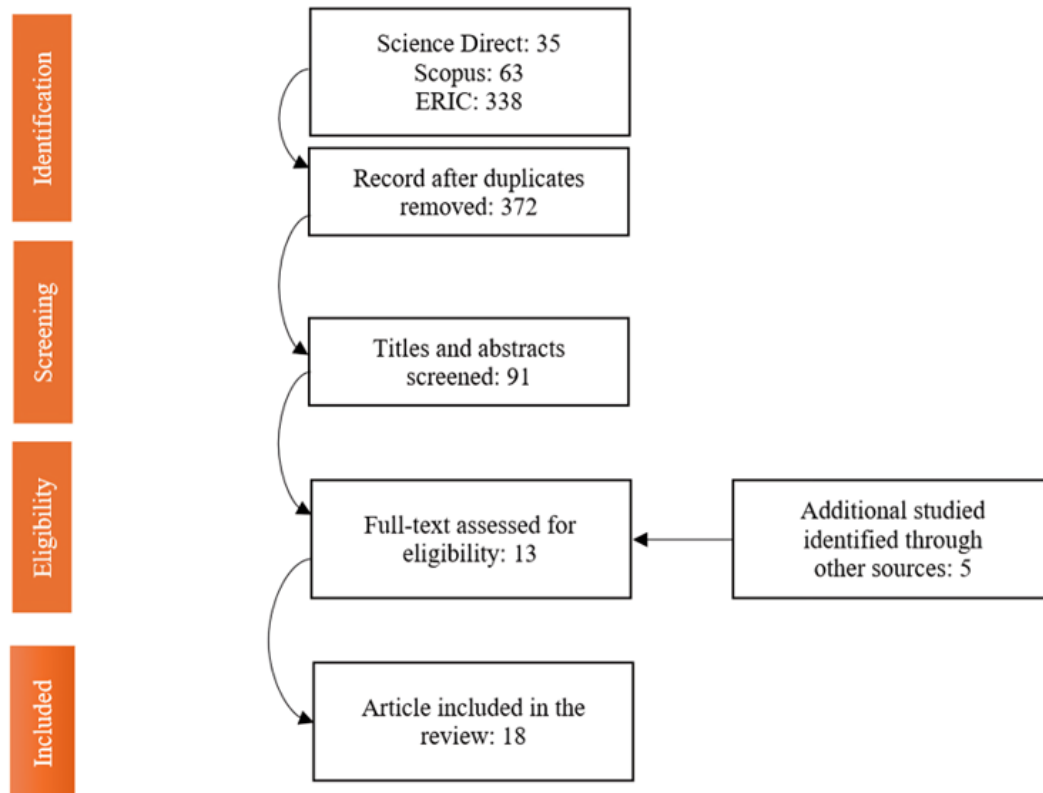 Identification
Science Direct: 35
Scopus: 63
ERIC: 338
Record after duplicates
removed: 372
Screening
Titles and abstracts
screened: 91
Eligibility
Full-text assessed for
eligibility: 13
Additional studied
identified through
other sources: 5
Included
Article included in the
review: 18